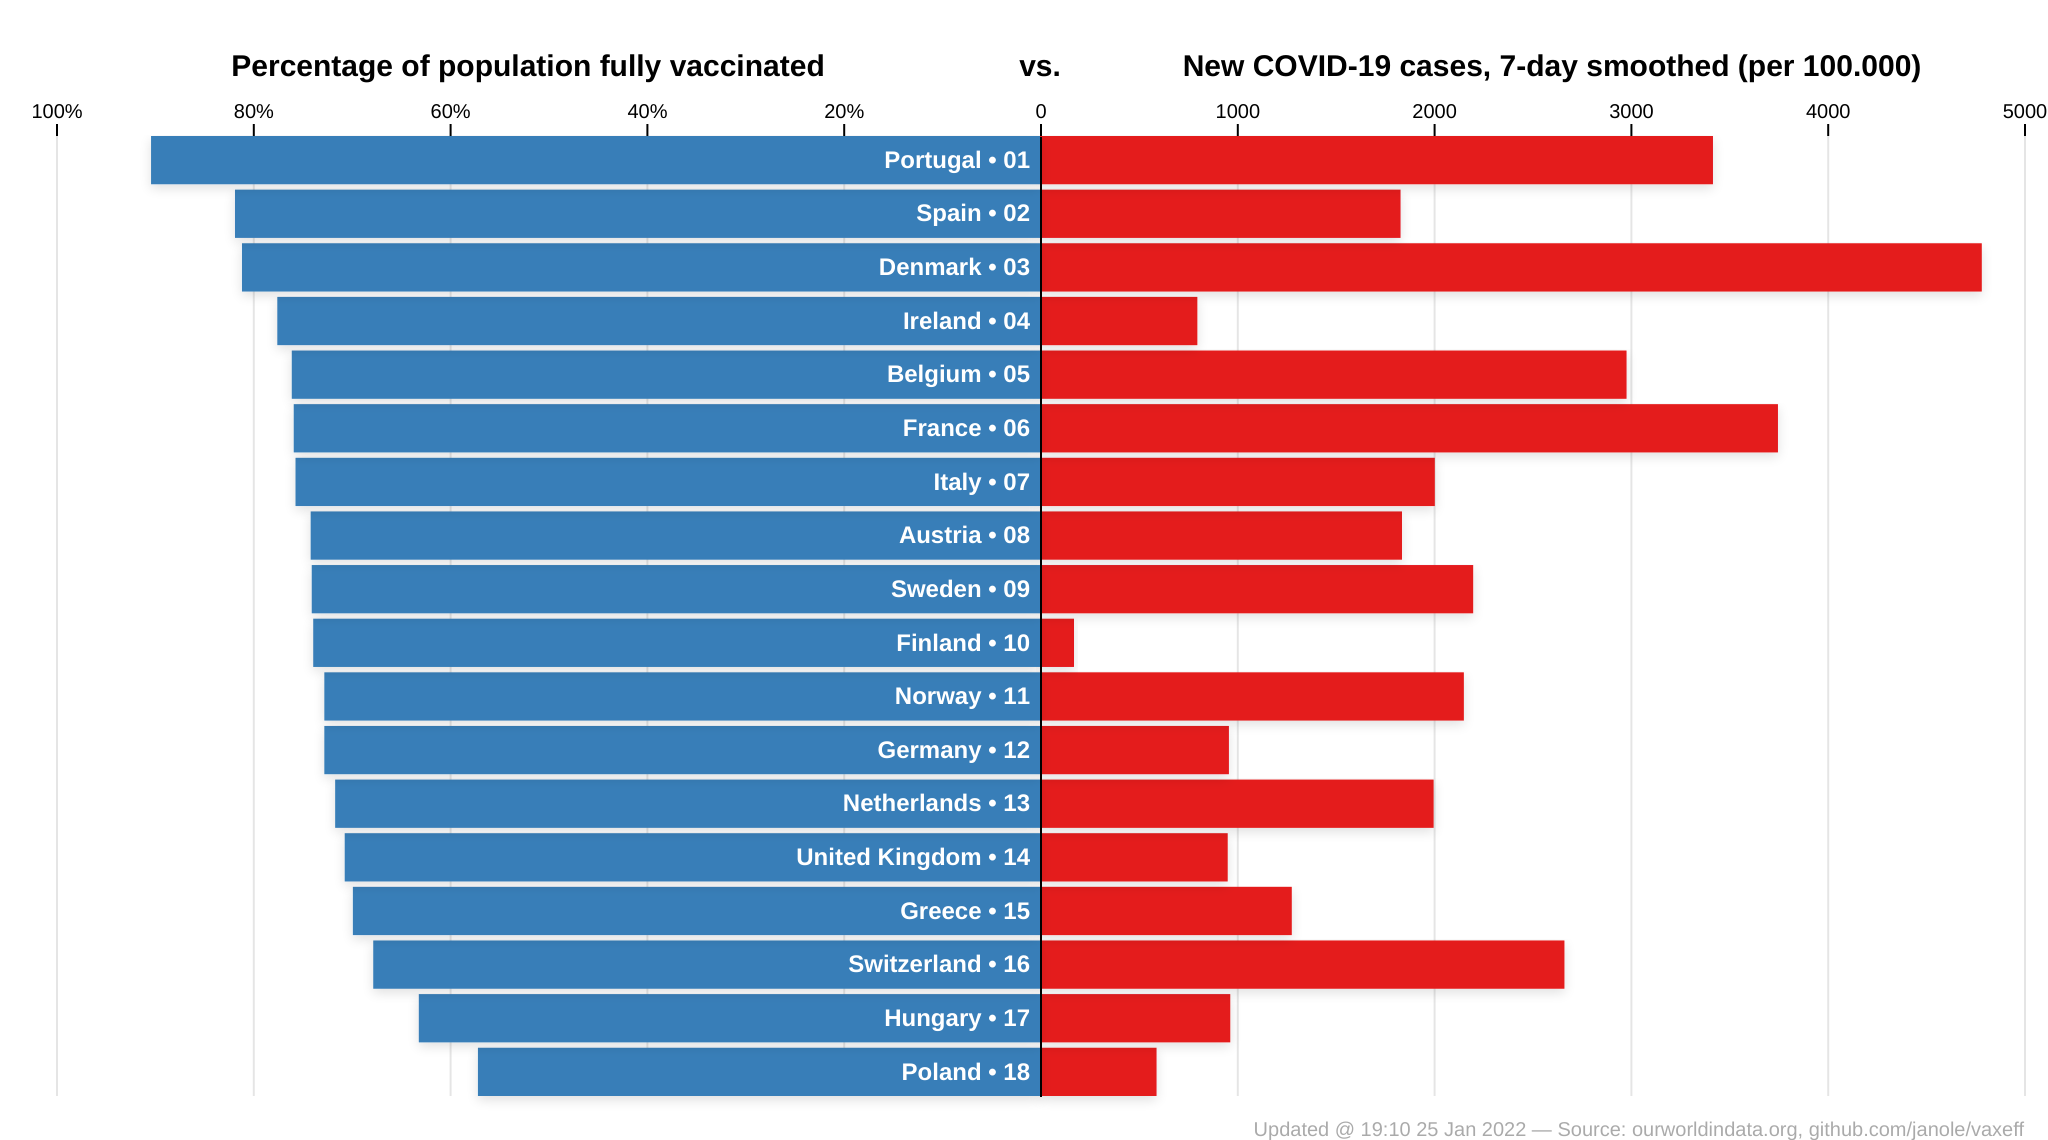 Percentage of population fully vaccinated vs. New COVID-19 cases, 7-day smoothed (per 100.000)
100% 80% 60% 40% 20% 0 1000 2000 3000 4000 5000
Portugal • 01
Spain • 02
Denmark • 03
Ireland • 04
Belgium • 05
France • 06
Italy • 07
Austria • 08
Sweden • 09
Finland • 10
Norway • 11
Germany • 12
Netherlands • 13
United Kingdom • 14
Greece • 15
Switzerland • 16
Hungary • 17
Poland • 18
Updated @ 19:10 25 Jan 2022 — Source: ourworldindata.org, github.com/janole/vaxeff